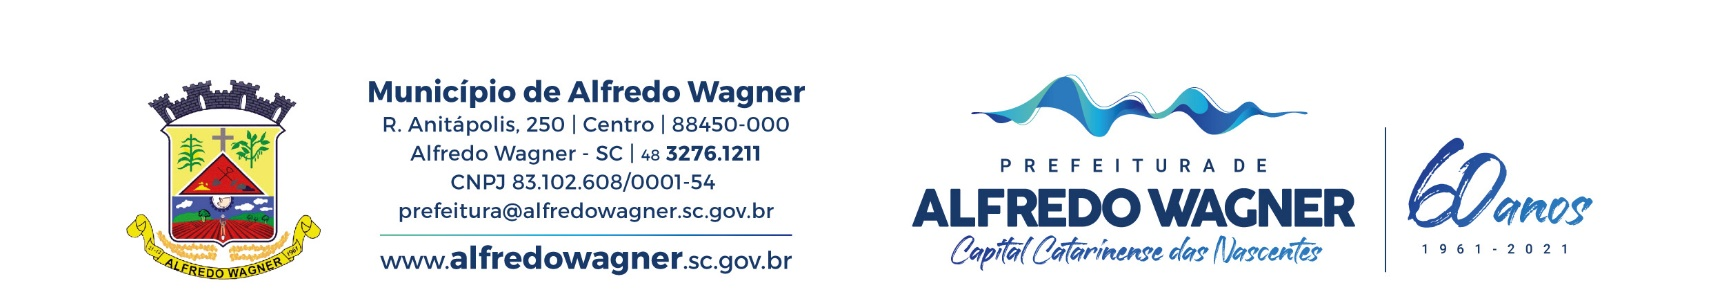 ALFREDO WAGNER
Município de Alfredo Wagner
R. Anitápolis, 250 | Centro | 88450-000
Alfredo Wagner - SC | 48 3276.1211
CNPJ 83.102.608/0001-54
prefeitura@alfredowagner.sc.gov.br
www.alfredowagner.sc.gov.br
PREFEITURA DE
ALFREDO WAGNER
Capital Catarinense das Nascentes
60 anos
1961-2021